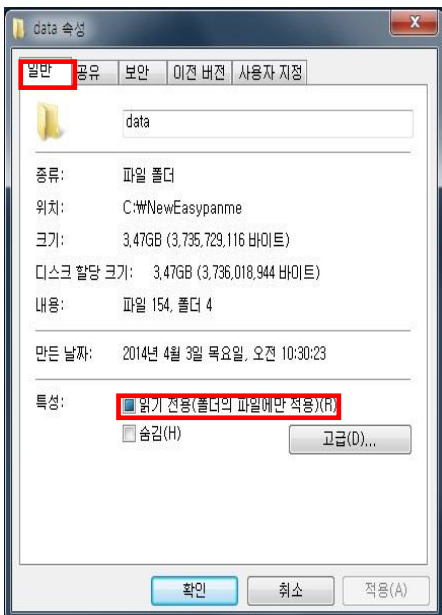 data 속성
일반 공유 보안 이전 버전 사용자 지정
data
종류: 파일 폴더
위치: C:₩NewEasypanme
크기: 3,47GB (3,735,729,116 바이트)
디스크 할당 크기: 3,47GB (3,736,018,944 바이트)
내용: 파일 154, 폴더 4
만든 날짜: 2014년 4월 3일 목요일, 오전 10:30:23
특성: 읽기 전용(폴더의 파일에만 적용)(R)
숨김(H) 고급(D)...
확인 취소 적용(A)